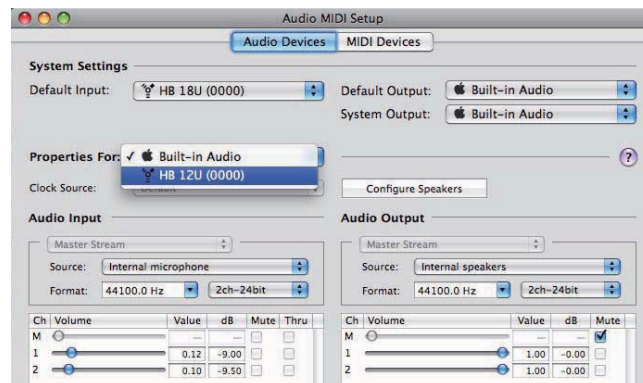 Audio MIDI Setup
Audio Devices MIDI Devices
System Settings
Default Input: HB 18U (0000) Default Output: Built-in Audio
System Output: Built-in Audio
Properties For: ✓ Built-in Audio ?
HB 12U (0000)
Clock Source: Default Configure Speakers
Audio Input Audio Output
Master Stream Master Stream
Source: Internal microphone Source: Internal speakers
Format: 44100.0 Hz 2ch-24bit Format: 44100.0 Hz 2ch-24bit
Ch Volume Value dB Mute Thru Ch Volume Value dB Mute
M — — M — —
1 0.12 -9.00 1 1.00 -0.00
2 0.10 -9.50 2 1.00 -0.00